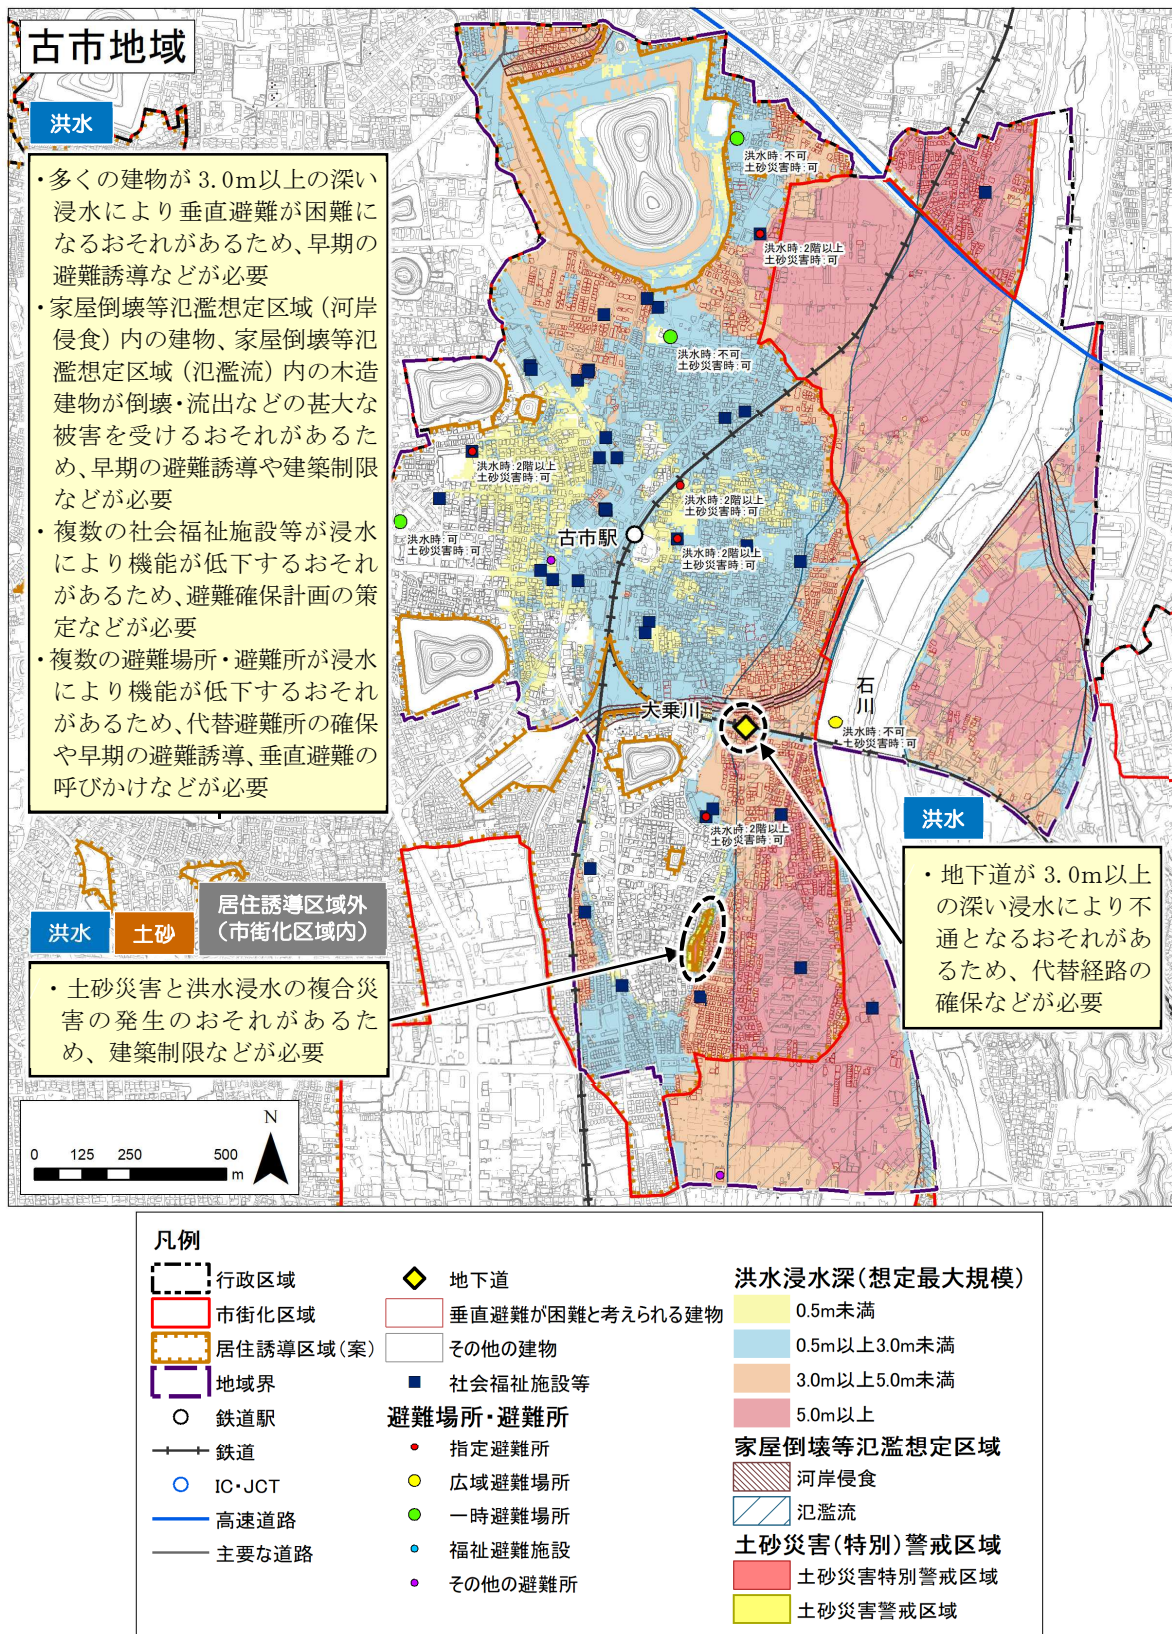 古市地域
洪水
・多くの建物が 3.0m以上の深い
浸水により垂直避難が困難に
なるおそれがあるため、早期の
避難誘導などが必要
・家屋倒壊等氾濫想定区域（河岸
侵食）内の建物、家屋倒壊等氾
濫想定区域（氾濫流）内の木造
建物が倒壊・流出などの甚大な
被害を受けるおそれがあるた
め、早期の避難誘導や建築制限
などが必要
・複数の社会福祉施設等が浸水
により機能が低下するおそれ
があるため、避難確保計画の策
定などが必要
・複数の避難場所・避難所が浸水
により機能が低下するおそれ
があるため、代替避難所の確保
や早期の避難誘導、垂直避難の
呼びかけなどが必要
洪水時:不可
土砂災害時:可
洪水時:2階以上
土砂災害時:可
洪水時:不可
土砂災害時:可
洪水時:2階以上
土砂災害時:可
洪水時:2階以上
土砂災害時:可
洪水時:可
土砂災害時:可
古市駅
洪水時:2階以上
土砂災害時:可
大乗川
石川
洪水時:不可
土砂災害時:可
洪水時:2階以上
土砂災害時:可
洪水
・地下道が 3.0m以上
の深い浸水により不
通となるおそれがあ
るため、代替経路の
確保などが必要
洪水
土砂
居住誘導区域外
（市街化区域内）
・土砂災害と洪水浸水の複合災
害の発生のおそれがあるた
め、建築制限などが必要
N
0 125 250 500
m
凡例
行政区域
市街化区域
居住誘導区域(案)
地域界
鉄道駅
鉄道
IC・JCT
高速道路
主要な道路
地下道
垂直避難が困難と考えられる建物
その他の建物
社会福祉施設等
避難場所・避難所
指定避難所
広域避難場所
一時避難場所
福祉避難施設
その他の避難所
洪水浸水深(想定最大規模)
0.5m未満
0.5m以上3.0m未満
3.0m以上5.0m未満
5.0m以上
家屋倒壊等氾濫想定区域
河岸侵食
氾濫流
土砂災害(特別)警戒区域
土砂災害特別警戒区域
土砂災害警戒区域